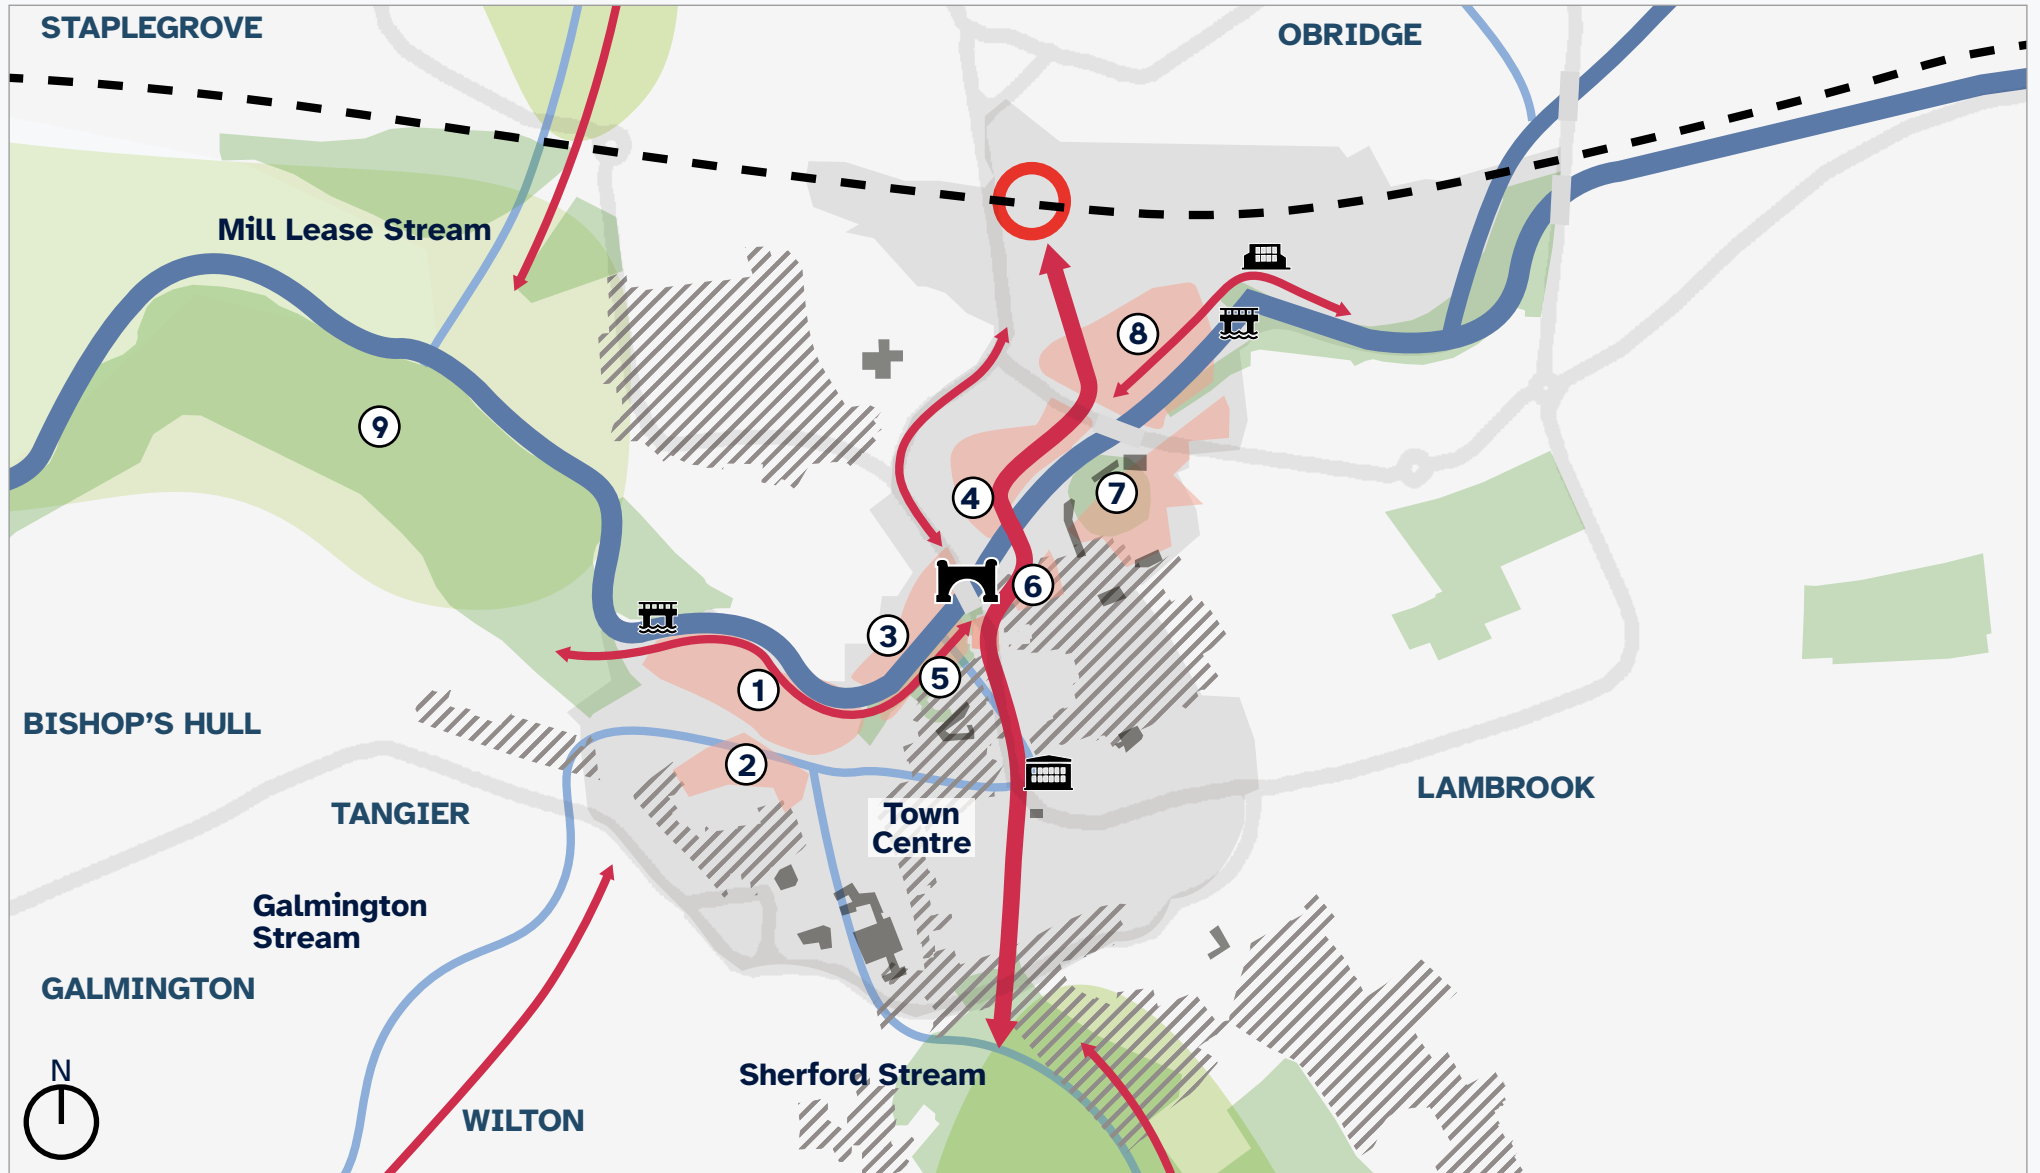 STAPLEGROVE
OBRIDGE
Mill Lease Stream
8
9
7
4
6
3
5
1
BISHOP'S HULL
2
LAMBROOK
TANGIER
Town
Centre
Galmington
Stream
GALMINGTON
N
Sherford Stream
WILTON